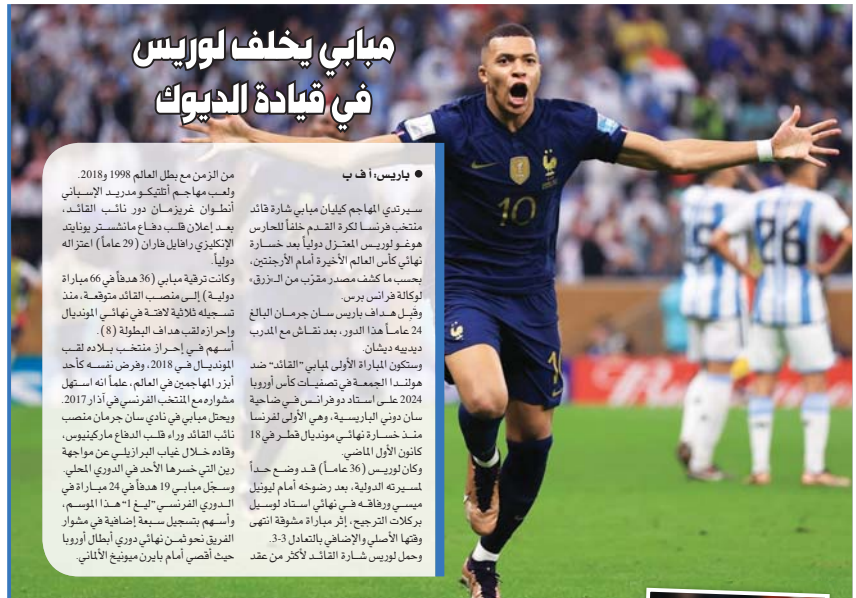 مبابي يخلف لوريس
في قيادة الديوك
● باريس: أ ف ب
سيرتدي المهاجم كيليان مبابي شارة قائد
منتخب فرنسا لكرة القدم خلفاً للحارس
هوغو لوريس المعتزل دولياً بعد خسارة
نهائي كأس العالم الأخيرة أمام الأرجنتين،
بحسب ما كشف مصدر مقرّب من الـ«زرق»
لوكالة فرانس برس.
وقبل هداف باريس سان جرمان البالغ
24 عاماً هذا الدور، بعد نقاش مع المدرب
ديدييه ديشان.
وستكون المباراة الأولى لمبابي "القائد" ضد
هولندا الجمعة في تصفيات كأس أوروبا
2024 على استاد دو فرانس في ضاحية
سان دوني الباريسية، وهي الأولى لفرنسا
منذ خسارة نهائي مونديال قطر في 18
كانون الأول الماضي.
وكان لوريس (36 عاماً) قد وضع حداً
لمسيرته الدولية، بعد رضوخه أمام ليونيل
ميسي ورفاقه في نهائي استاد لوسيل
بركلات الترجيح، إثر مباراة مشوقة انتهى
وقتها الأصلي والإضافي بالتعادل 3-3.
وحمل لوريس شارة القائد لأكثر من عقد
من الزمن مع بطل العالم 1998 و2018.
ولعب مهاجم أتلتيكو مدريد الإسباني
أنطوان غريزمان دور نائب القائد،
بعد إعلان قلب دفاع مانشستر يونايتد
الإنكليزي رافايل فاران (29 عاماً) اعتزاله
دولياً.
وكانت ترقية مبابي (36 هدفاً في 66 مباراة
دولية) إلى منصب القائد متوقعة، منذ
تسجيله ثلاثية لافتة في نهائي المونديال
وإحرازه لقب هداف البطولة (8).
أسهم في إحراز منتخب بلاده لقب
المونديال في 2018، وفرض نفسه كأحد
أبرز المهاجمين في العالم، علماً انه استهل
مشواره مع المنتخب الفرنسي في آذار 2017.
ويحتل مبابي في نادي سان جرمان منصب
نائب القائد وراء قلب الدفاع ماركينيوس،
وقاده خلال غياب البرازيلي عن مواجهة
رين التي خسرها الأحد في الدوري المحلي.
وسجّل مبابي 19 هدفاً في 24 مباراة في
الدوري الفرنسي "ليغ 1" هذا الموسم،
وأسهم بتسجيل سبعة إضافية في مشوار
الفريق نحو ثمن نهائي دوري أبطال أوروبا
حيث أقصي أمام بايرن ميونيخ الألماني.
10
26